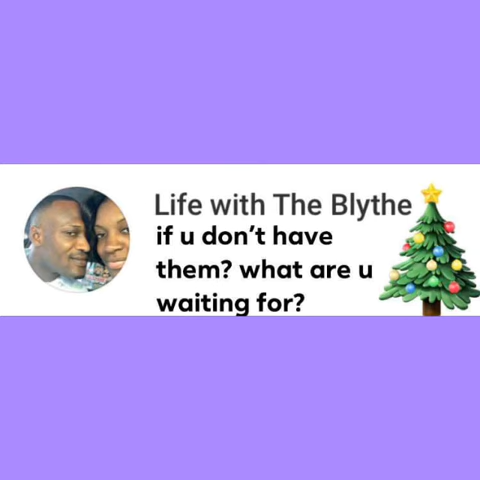 Life with The Blythe
if u don't have
them? what are u
waiting for?